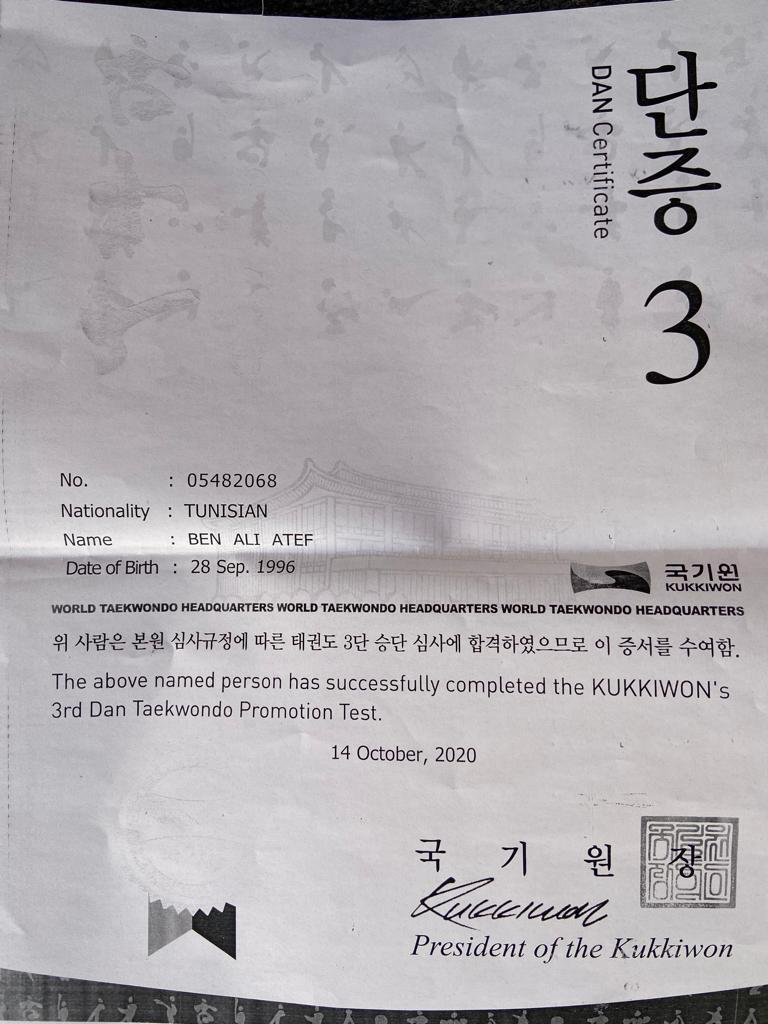 단증
DAN Certificate
3
No. : 05482068
Nationality : TUNISIAN
Name : BEN ALI ATEF
Date of Birth : 28 Sep. 1996
국기원
KUKKIWON
WORLD TAEKWONDO HEADQUARTERS WORLD TAEKWONDO HEADQUARTERS WORLD TAEKWONDO HEADQUARTERS
위 사람은 본원 심사규정에 따른 태권도 3단 승단 심사에 합격하였으므로 이 증서를 수여함.
The above named person has successfully completed the KUKKIWON's
3rd Dan Taekwondo Promotion Test.
14 October, 2020
국 기 원 장
Kukkiwon
President of the Kukkiwon